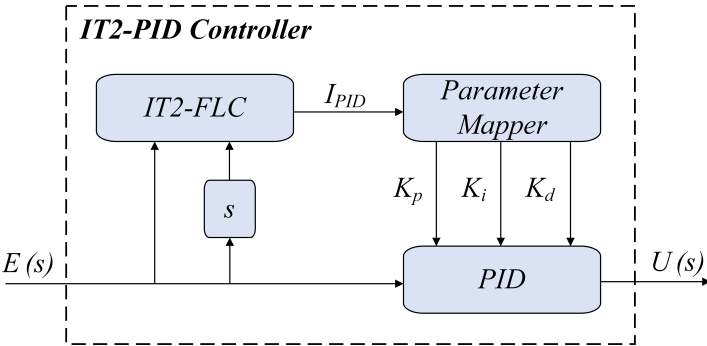 IT2-PID Controller
IT2-FLC
I_PID
Parameter
Mapper
K_p
K_i
K_d
s
E (s)
PID
U (s)